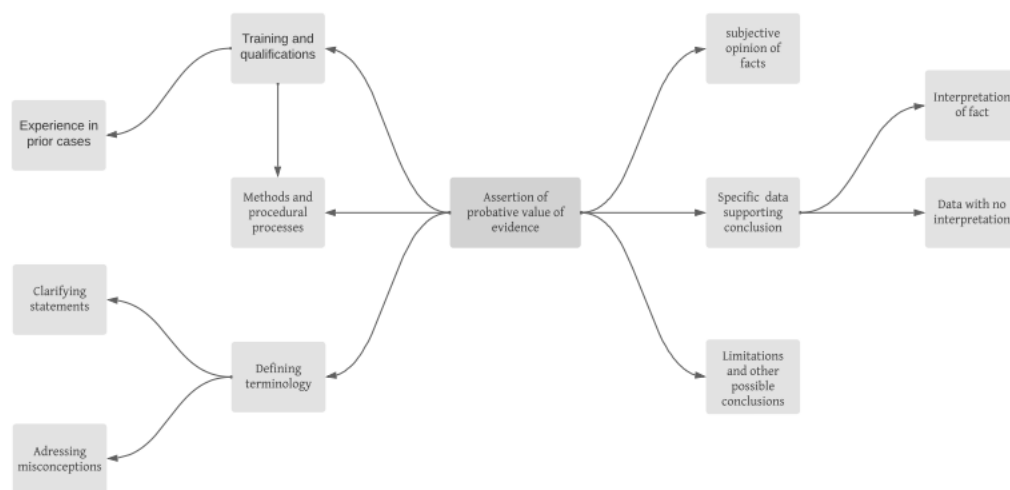 Training and
qualifications
subjective
opinion of
facts
Interpretation
of fact
Experience in
prior cases
Methods and
procedural
processes
Assertion of
probative value of
evidence
Specific data
supporting
conclusion
Data with no
interpretation
Clarifying
statements
Defining
terminology
Limitations
and other
possible
conclusions
Adressing
misconceptions